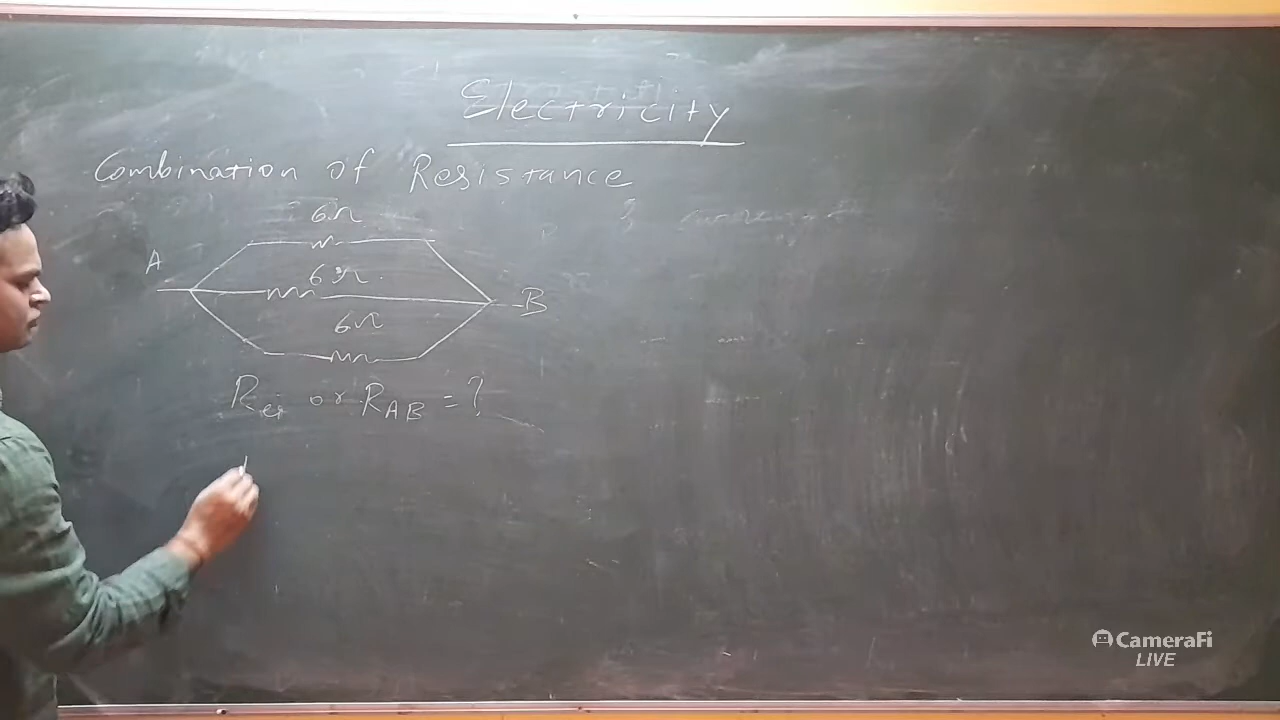 Electricity
Combination of Resistance
6Ω
A
6Ω
B
6Ω
Req or RAB = ?
CameraFi
LIVE